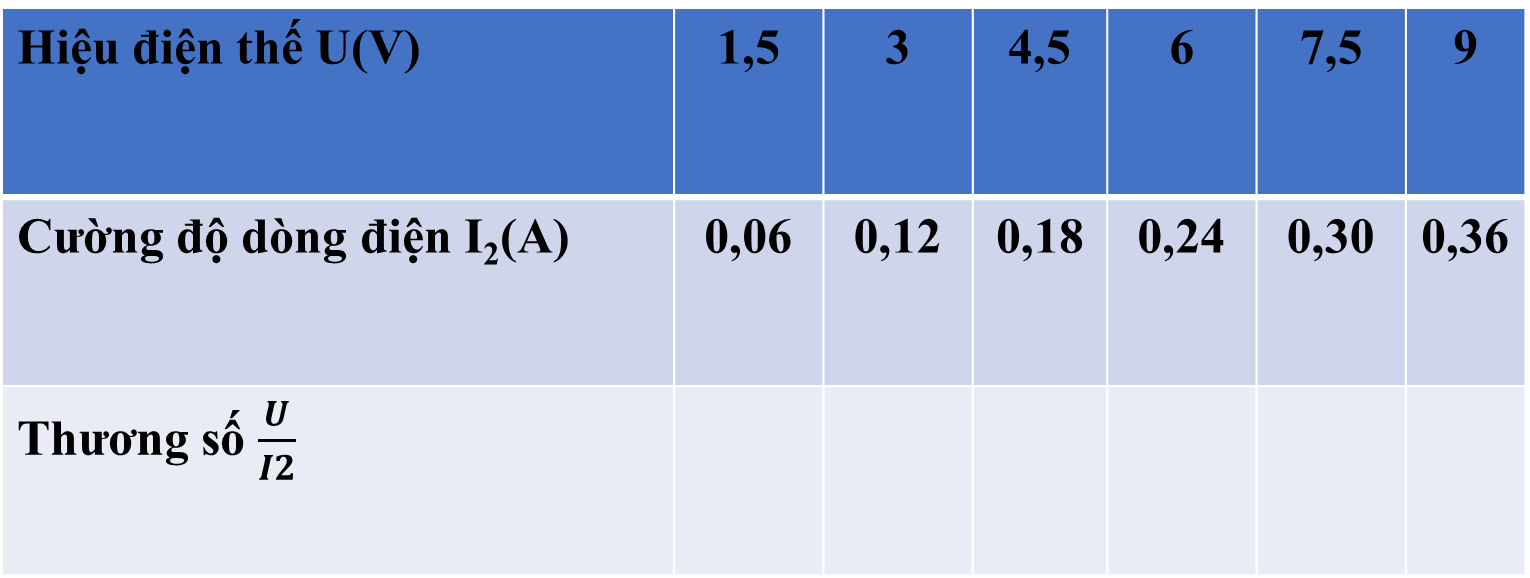 Hiệu điện thế U(V) 1,5 3 4,5 6 7,5 9
Cường độ dòng điện I₂(A) 0,06 0,12 0,18 0,24 0,30 0,36
Thương số U/I2